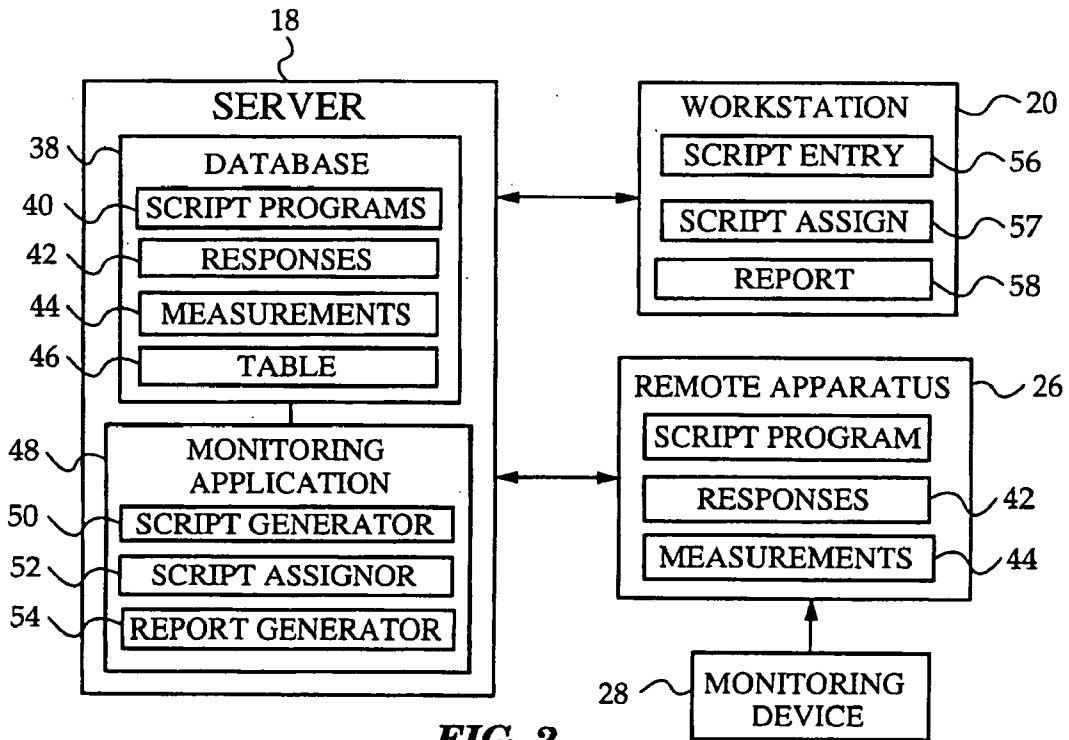 18
SERVER
38
DATABASE
40
SCRIPT PROGRAMS
42
RESPONSES
44
MEASUREMENTS
46
TABLE
48
MONITORING
APPLICATION
50
SCRIPT GENERATOR
52
SCRIPT ASSIGNOR
54
REPORT GENERATOR
WORKSTATION
20
SCRIPT ENTRY
56
SCRIPT ASSIGN
57
REPORT
58
REMOTE APPARATUS
26
SCRIPT PROGRAM
RESPONSES
42
MEASUREMENTS
44
28
MONITORING
DEVICE
FIG. 2